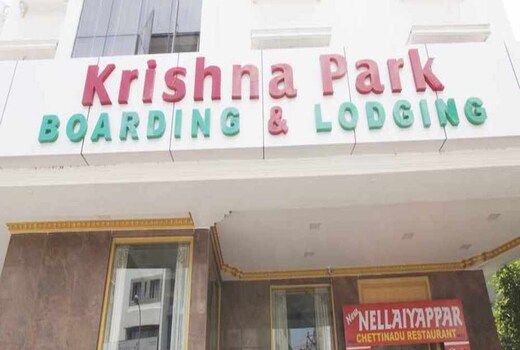 Krishna Park
BOARDING & LODGING
New NELLAIYAPPAR
CHETTINADU RESTAURANT